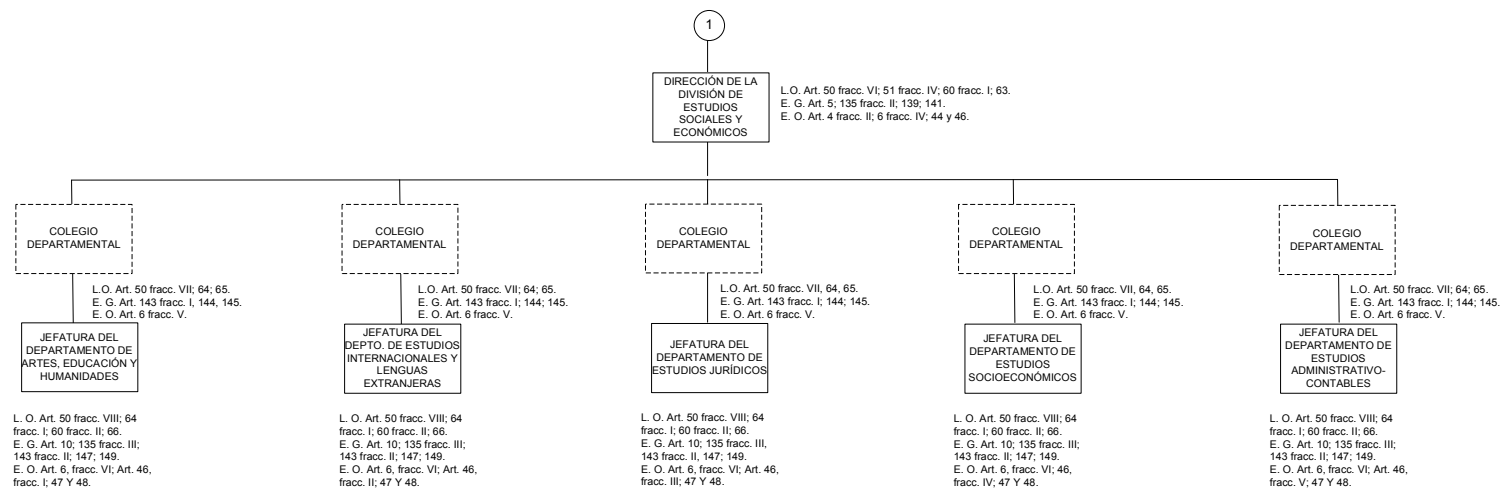 1
DIRECCIÓN DE LA
DIVISIÓN DE
ESTUDIOS
SOCIALES Y
ECONÓMICOS
L.O. Art. 50 fracc. VI; 51 fracc. IV; 60 fracc. I; 63.
E. G. Art. 5; 135 fracc. II; 139; 141.
E. O. Art. 4 fracc. II; 6 fracc. IV; 44 y 46.
COLEGIO
DEPARTAMENTAL
L.O. Art. 50 fracc. VII; 64; 65.
E. G. Art. 143 fracc. I, 144, 145.
E. O. Art. 6 fracc. V.
JEFATURA DEL
DEPARTAMENTO DE
ARTES, EDUCACIÓN Y
HUMANIDADES
L. O. Art. 50 fracc. VIII; 64
fracc. I; 60 fracc. II; 66.
E. G. Art. 10; 135 fracc. III;
143 fracc. II; 147; 149.
E. O. Art. 6, fracc. VI; Art. 46,
fracc. I; 47 Y 48.
COLEGIO
DEPARTAMENTAL
L.O. Art. 50 fracc. VII; 64; 65.
E. G. Art. 143 fracc. I; 144; 145.
E. O. Art. 6 fracc. V.
JEFATURA DEL
DEPTO. DE ESTUDIOS
INTERNACIONALES Y
LENGUAS
EXTRANJERAS
L. O. Art. 50 fracc. VIII; 64
fracc. I; 60 fracc. II; 66.
E. G. Art. 10; 135 fracc. III;
143 fracc. II; 147; 149.
E. O. Art. 6, fracc. VI; Art. 46,
fracc. II; 47 Y 48.
COLEGIO
DEPARTAMENTAL
L.O. Art. 50 fracc. VII, 64, 65.
E. G. Art. 143 fracc. I; 144; 145.
E. O. Art. 6 fracc. V.
JEFATURA DEL
DEPARTAMENTO DE
ESTUDIOS JURÍDICOS
L. O. Art. 50 fracc. VIII; 64
fracc. I; 60 fracc. II; 66.
E. G. Art. 10; 135 fracc. III,
143 fracc. II, 147; 149.
E. O. Art. 6, fracc. VI; Art. 46,
fracc. III; 47 Y 48.
COLEGIO
DEPARTAMENTAL
L.O. Art. 50 fracc. VII, 64, 65.
E. G. Art. 143 fracc. I; 144; 145.
E. O. Art. 6 fracc. V.
JEFATURA DEL
DEPARTAMENTO DE
ESTUDIOS
SOCIOECONÓMICOS
L. O. Art. 50 fracc. VIII; 64
fracc. I; 60 fracc. II; 66.
E. G. Art. 10; 135 fracc. III;
143 fracc. II; 147; 149.
E. O. Art. 6, fracc. VI; 46,
fracc. IV; 47 Y 48.
COLEGIO
DEPARTAMENTAL
L.O. Art. 50 fracc. VII; 64; 65.
E. G. Art. 143 fracc. I; 144; 145.
E. O. Art. 6 fracc. V.
JEFATURA DEL
DEPARTAMENTO DE
ESTUDIOS
ADMINISTRATIVO-
CONTABLES
L. O. Art. 50 fracc. VIII; 64
fracc. I; 60 fracc. II; 66.
E. G. Art. 10; 135 fracc. III;
143 fracc. II; 147; 149.
E. O. Art. 6, fracc. VI; Art. 46,
fracc. V; 47 Y 48.